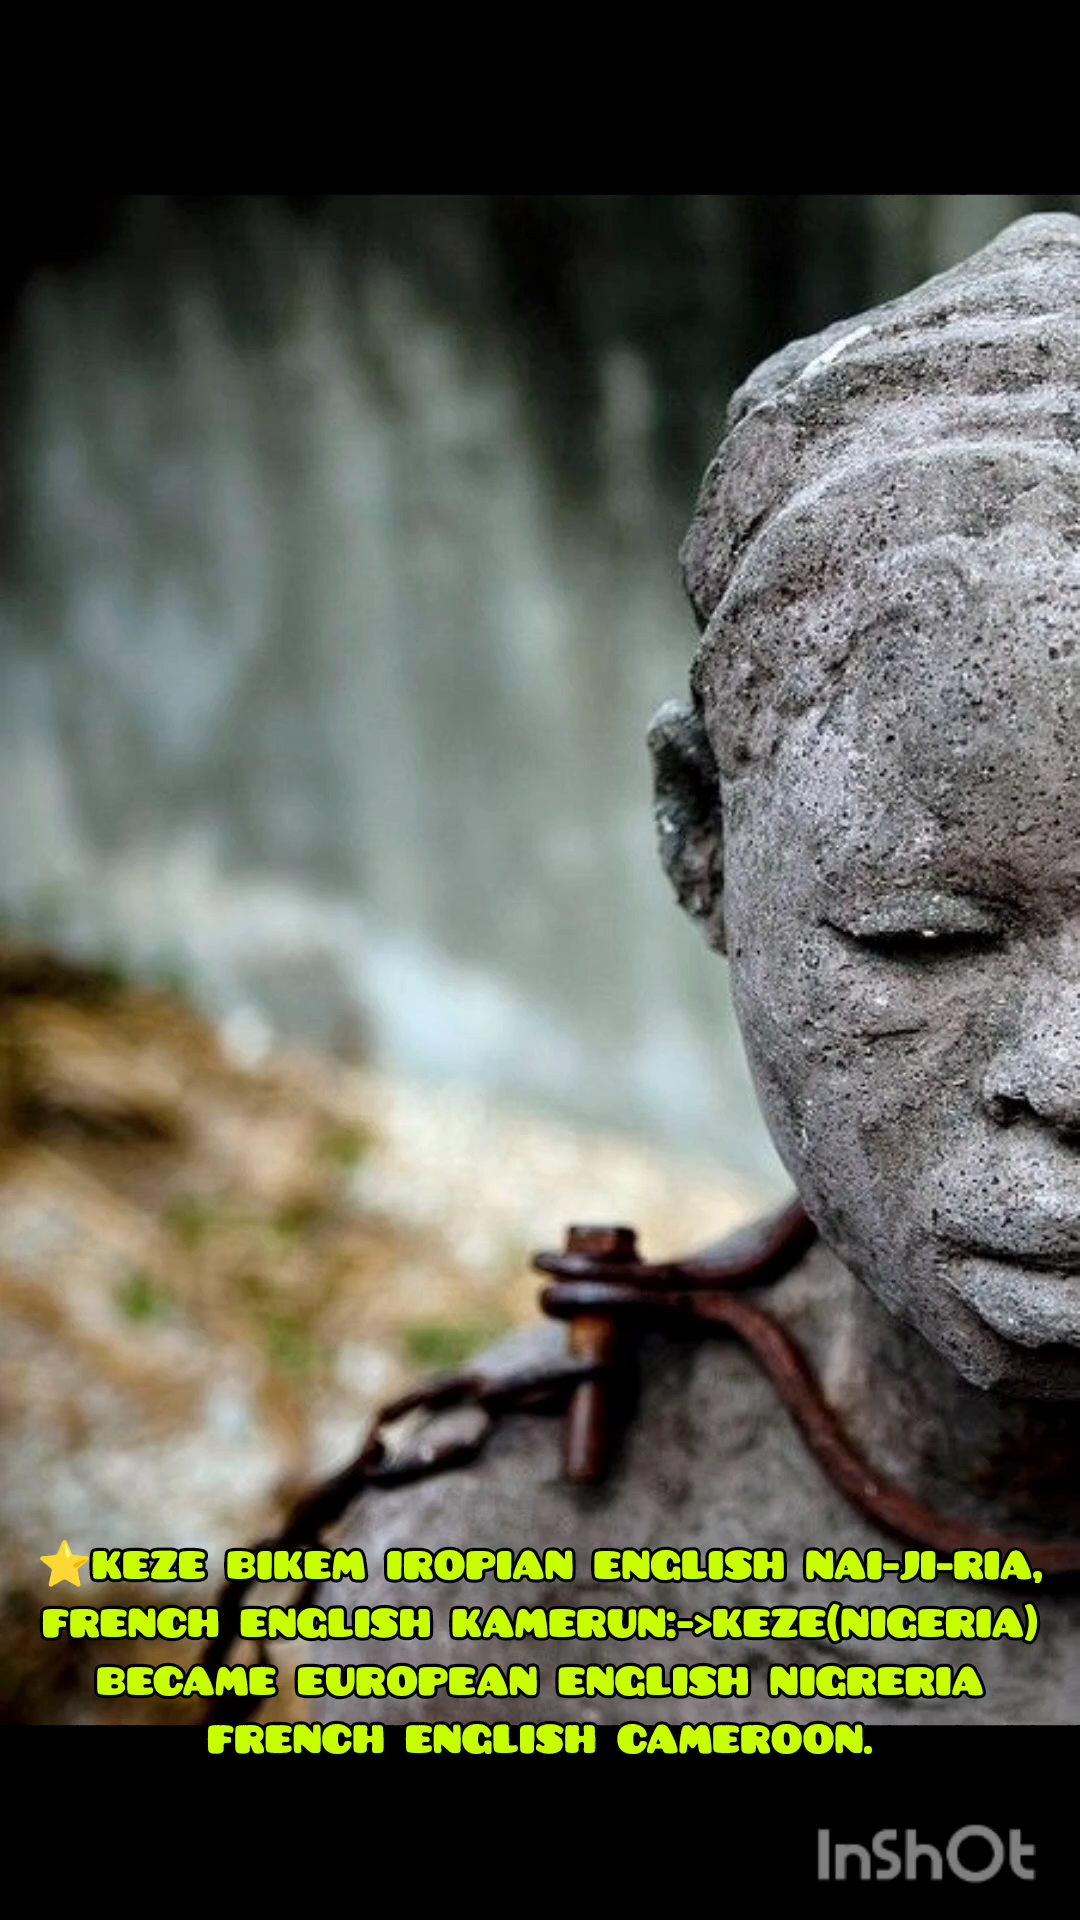 ⭐KEZE BIKEM IROPIAN ENGLISH NAI-JI-RIA,
FRENCH ENGLISH KAMERUN:->KEZE(NIGERIA)
BECAME EUROPEAN ENGLISH NIGRERIA
FRENCH ENGLISH CAMEROON.
InShOt